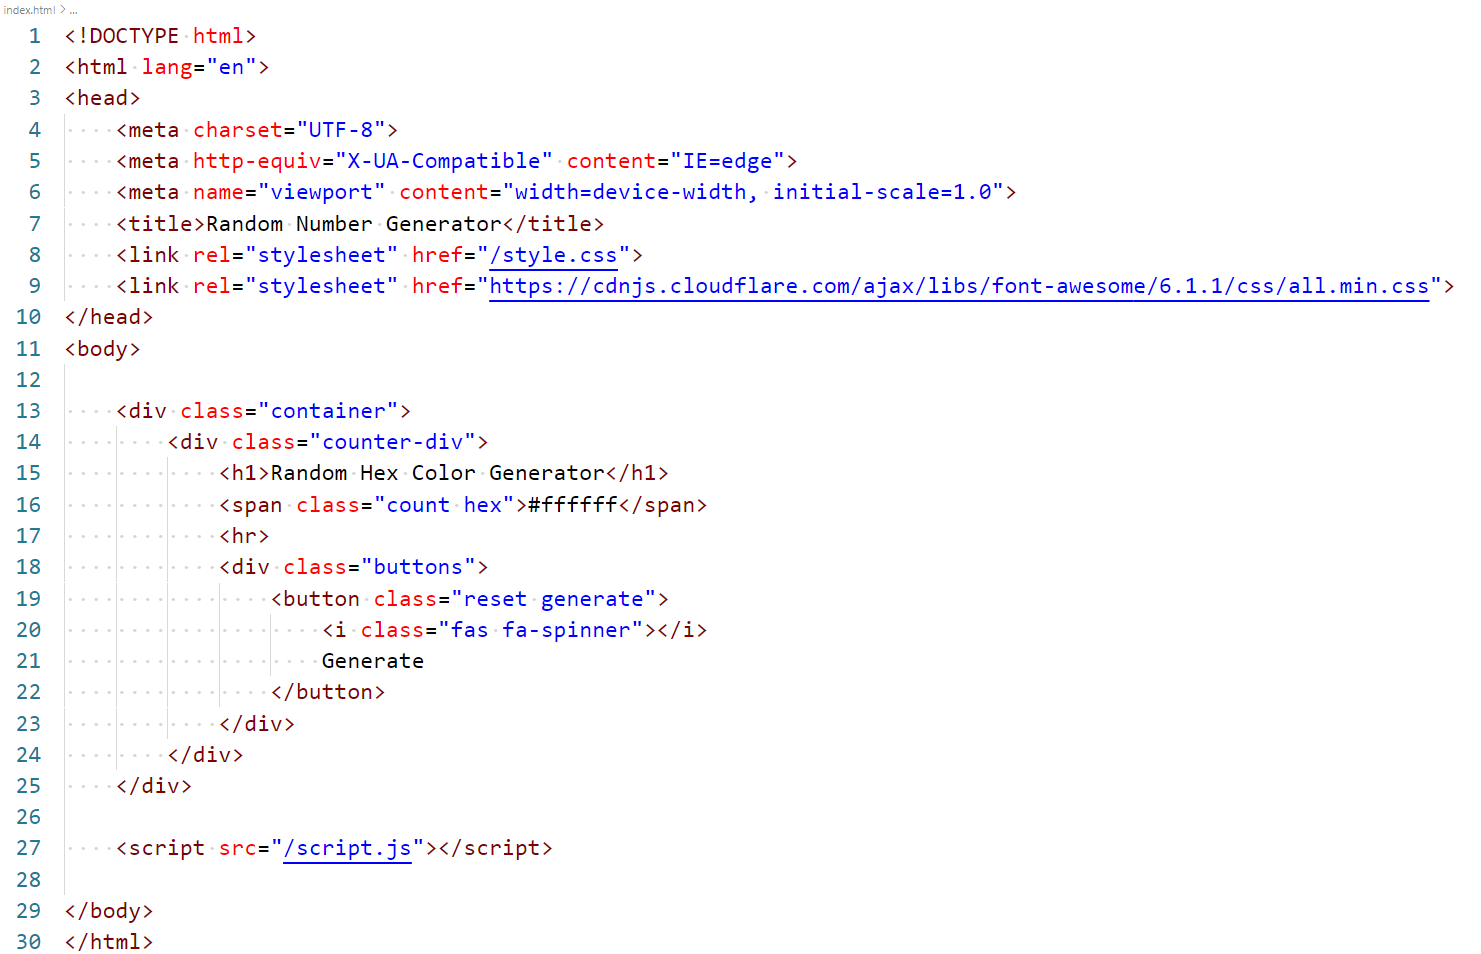 index.html > ...
1 <!DOCTYPE html>
2 <html lang="en">
3 <head>
4     <meta charset="UTF-8">
5     <meta http-equiv="X-UA-Compatible" content="IE=edge">
6     <meta name="viewport" content="width=device-width, initial-scale=1.0">
7     <title>Random Number Generator</title>
8     <link rel="stylesheet" href="/style.css">
9     <link rel="stylesheet" href="https://cdnjs.cloudflare.com/ajax/libs/font-awesome/6.1.1/css/all.min.css">
10 </head>
11 <body>
12
13     <div class="container">
14         <div class="counter-div">
15             <h1>Random Hex Color Generator</h1>
16             <span class="count hex">#ffffff</span>
17             <hr>
18             <div class="buttons">
19                 <button class="reset generate">
20                     <i class="fas fa-spinner"></i>
21                     Generate
22                 </button>
23             </div>
24         </div>
25     </div>
26
27     <script src="/script.js"></script>
28
29 </body>
30 </html>